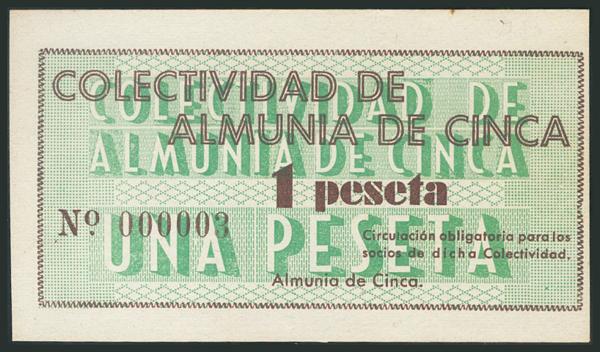 COLECTIVIDAD DE
ALMUNIA DE CINCA
COLECTIVIDAD DE
ALMUNIA DE CINCA
1 peseta
Nº 000003
UNA PESETA
Circulación obligatoria para los
socios de dicha Colectividad.
Almunia de Cinca.